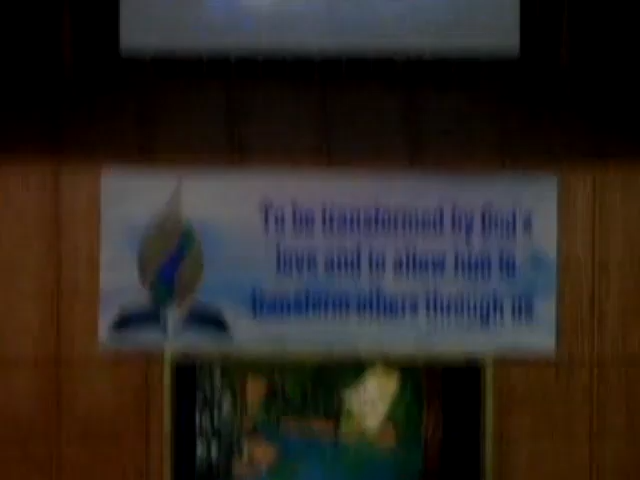 To be transformed by God's
love and to allow him to
transform others through us